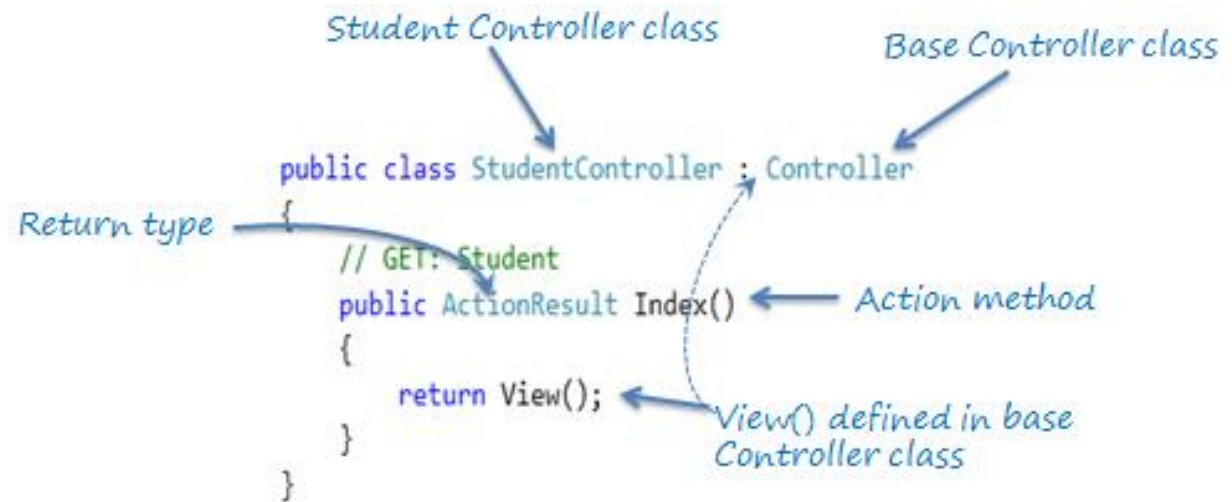 Student Controller class
Base Controller class
public class StudentController : Controller
{
Return type
// GET: Student
public ActionResult Index()
Action method
{
return View();
View() defined in base
Controller class
}
}